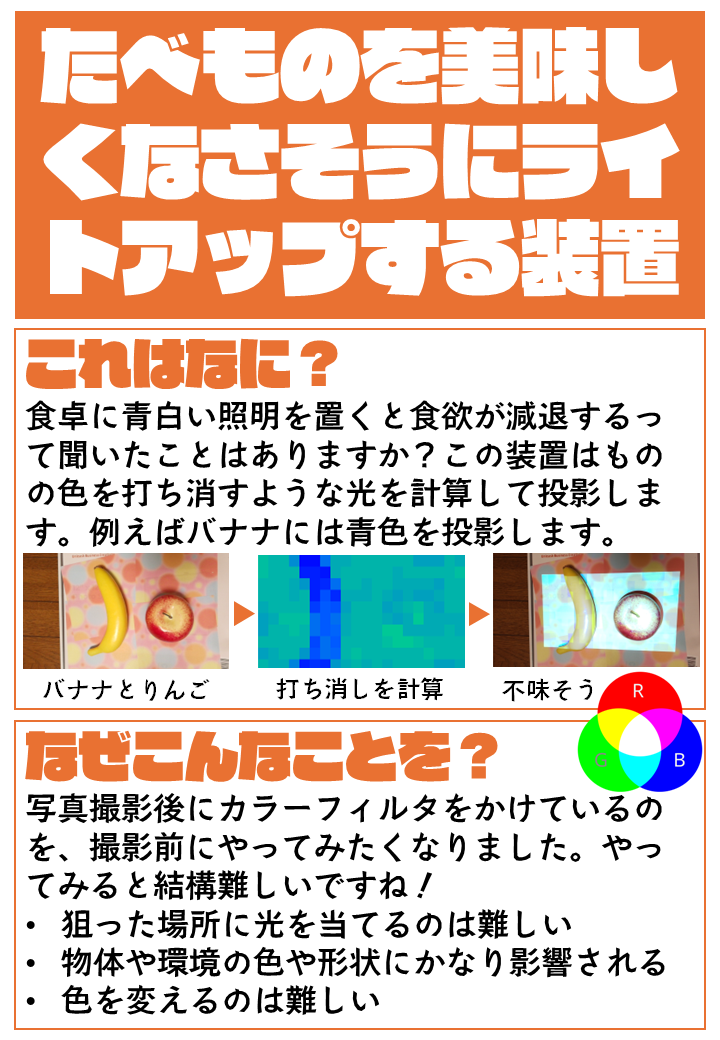 たべものを美味し
くなさそうにライ
トアップする装置
これはなに？
食卓に青白い照明を置くと食欲が減退するっ
て聞いたことはありますか？この装置はもの
の色を打ち消すような光を計算して投影しま
す。例えばバナナには青色を投影します。
バナナとりんご
打ち消しを計算
不味そう
R
G
B
なぜこんなことを？
写真撮影後にカラーフィルタをかけているの
を、撮影前にやってみたくなりました。やっ
てみると結構難しいですね！
• 狙った場所に光を当てるのは難しい
• 物体や環境の色や形状にかなり影響される
• 色を変えるのは難しい